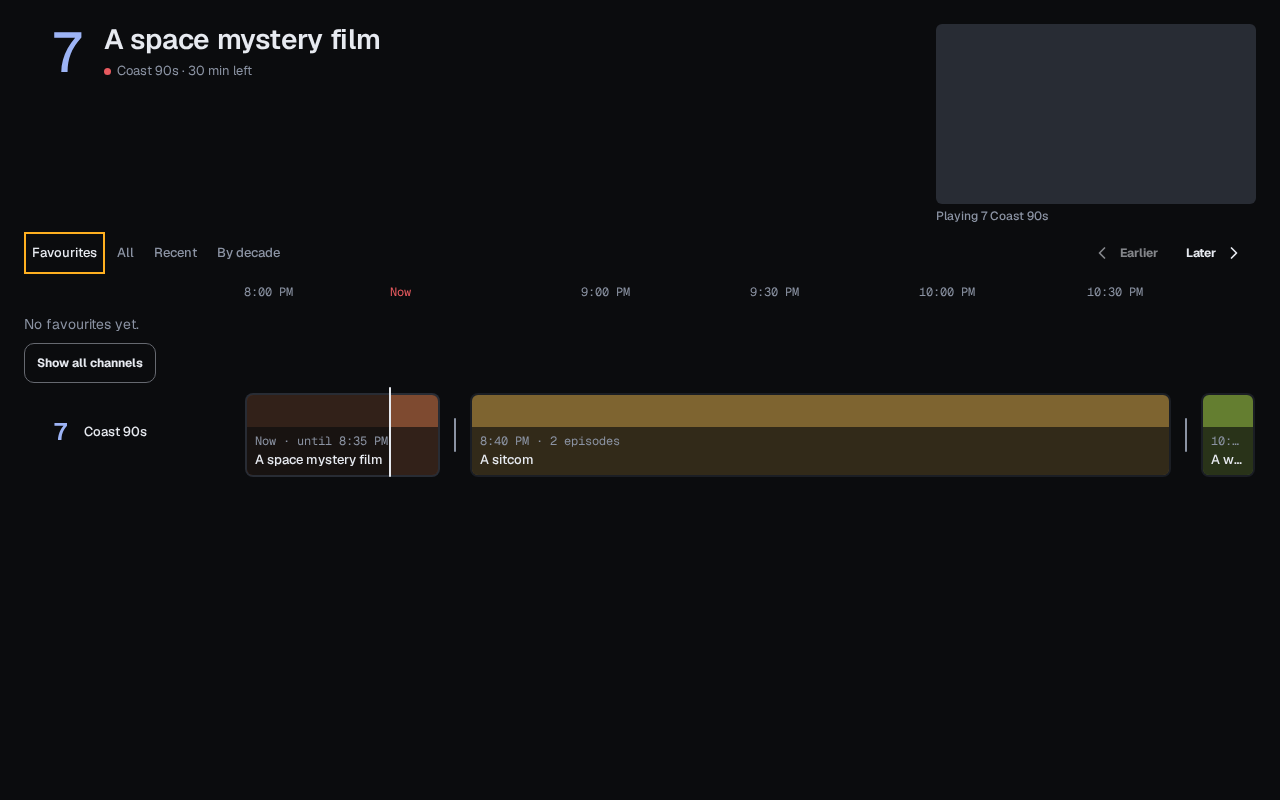 7
A space mystery film
Coast 90s · 30 min left
Playing 7 Coast 90s
Favourites All Recent By decade Earlier Later
8:00 PM Now 9:00 PM 9:30 PM 10:00 PM 10:30 PM
No favourites yet.
Show all channels
7 Coast 90s
Now · until 8:35 PM
A space mystery film
8:40 PM · 2 episodes
A sitcom
10:…
A w…